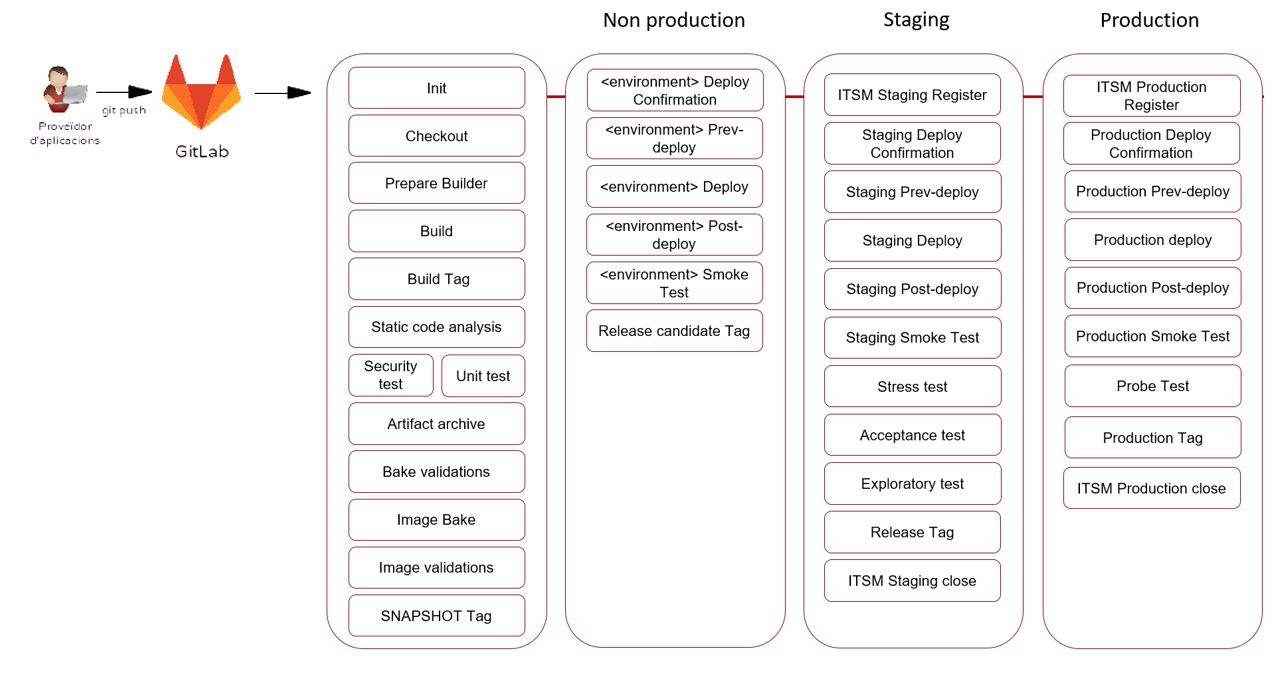 Non production
Staging
Production
Proveïdor
d'aplicacions
git push
GitLab
Init
Checkout
Prepare Builder
Build
Build Tag
Static code analysis
Security
test
Unit test
Artifact archive
Bake validations
Image Bake
Image validations
SNAPSHOT Tag
<environment> Deploy
Confirmation
<environment> Prev-
deploy
<environment> Deploy
<environment> Post-
deploy
<environment> Smoke
Test
Release candidate Tag
ITSM Staging Register
Staging Deploy
Confirmation
Staging Prev-deploy
Staging Deploy
Staging Post-deploy
Staging Smoke Test
Stress test
Acceptance test
Exploratory test
Release Tag
ITSM Staging close
ITSM Production
Register
Production Deploy
Confirmation
Production Prev-deploy
Production deploy
Production Post-deploy
Production Smoke Test
Probe Test
Production Tag
ITSM Production close